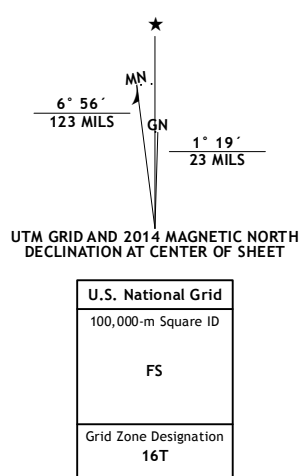 ★
MN
6° 56´
123 MILS
GN
1° 19´
23 MILS
UTM GRID AND 2014 MAGNETIC NORTH
DECLINATION AT CENTER OF SHEET
U.S. National Grid
100,000-m Square ID
FS
Grid Zone Designation
16T